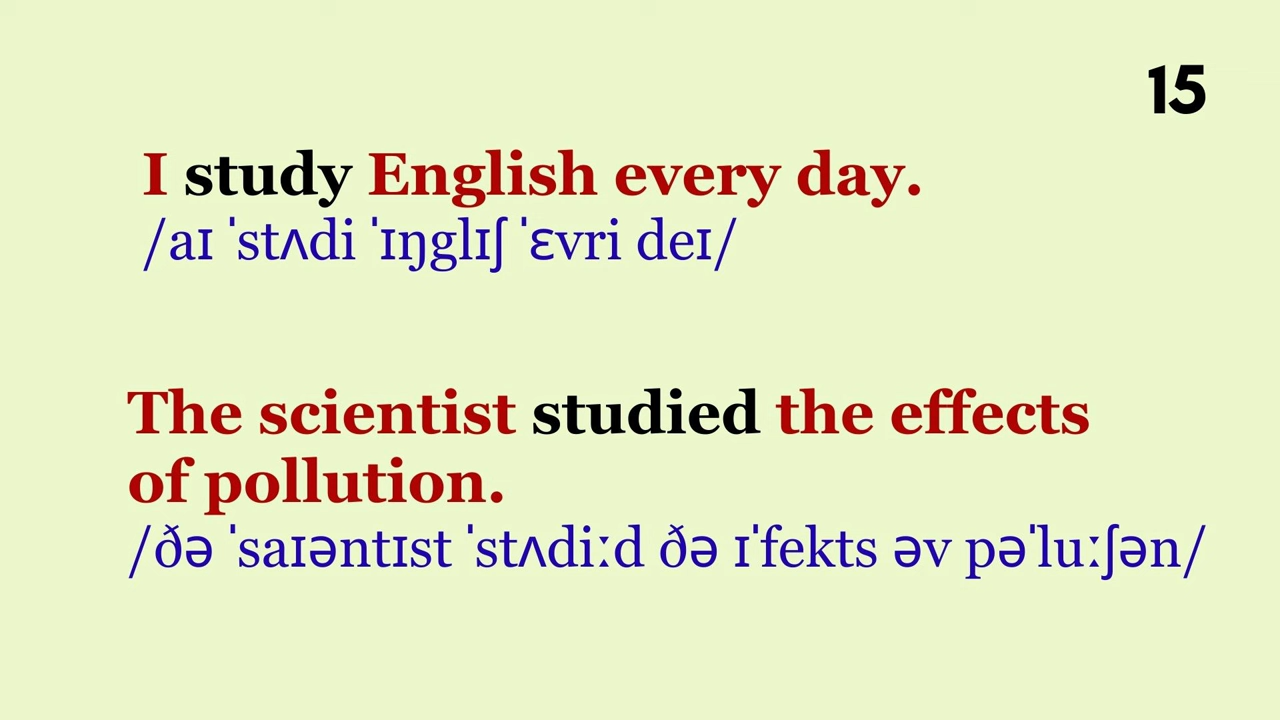 15
I study English every day.
/aɪ ˈstʌdi ˈɪŋglɪʃ ˈɛvri deɪ/
The scientist studied the effects
of pollution.
/ðə ˈsaɪəntɪst ˈstʌdiːd ðə ɪˈfekts əv pəˈluːʃən/